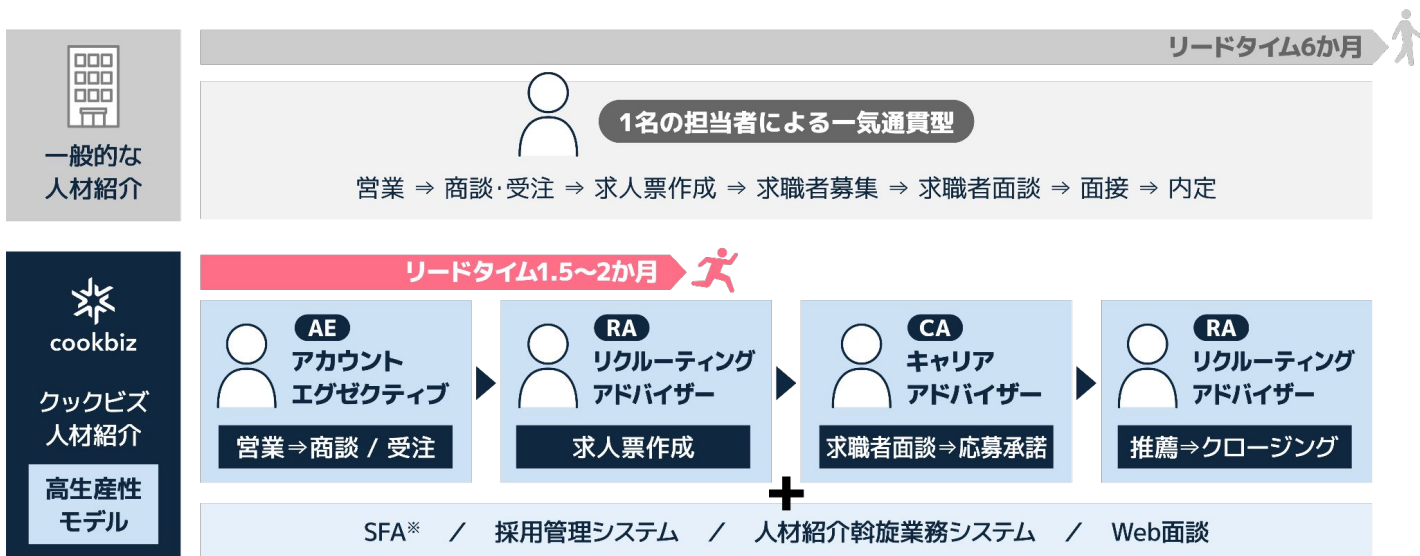 リードタイム6か月
一般的な
人材紹介
1名の担当者による一気通貫型
営業 ⇒ 商談･受注 ⇒ 求人票作成 ⇒ 求職者募集 ⇒ 求職者面談 ⇒ 面接 ⇒ 内定
cookbiz
クックビズ
人材紹介
高生産性
モデル
リードタイム1.5〜2か月
AE
アカウント
エグゼクティブ
営業⇒商談 / 受注
RA
リクルーティング
アドバイザー
求人票作成
CA
キャリア
アドバイザー
求職者面談⇒応募承諾
RA
リクルーティング
アドバイザー
推薦⇒クロージング
+
SFA※ / 採用管理システム / 人材紹介斡旋業務システム / Web面談